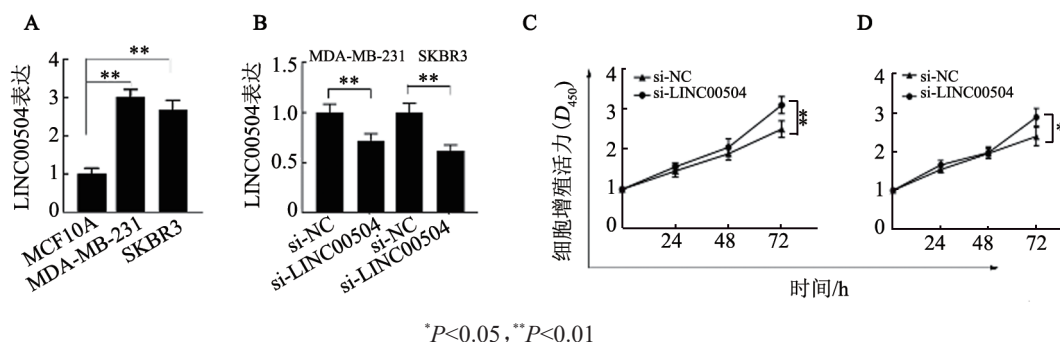 A
LINC00504表达
4
3
2
1
0
**
**
MCF10A
MDA-MB-231
SKBR3
B
LINC00504表达
1.5
1.0
0.5
0
MDA-MB-231 SKBR3
**
**
si-NC
si-LINC00504
si-NC
si-LINC00504
C
细胞增殖活力(D450)
4
3
2
1
0
si-NC
si-LINC00504
**
24 48 72
D
4
3
2
1
0
si-NC
si-LINC00504
*
24 48 72
时间/h
*P<0.05,**P<0.01